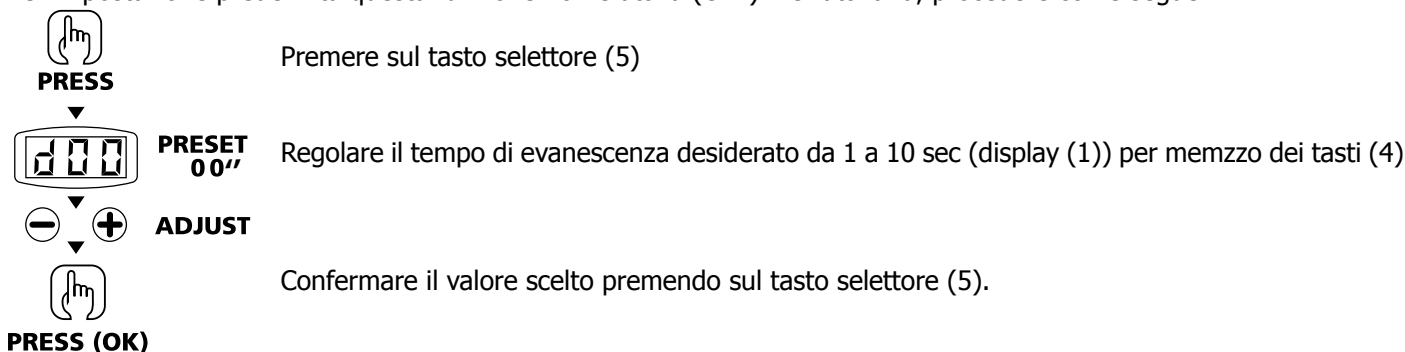 PRESS
Premere sul tasto selettore (5)
d00
PRESET
00″
Regolare il tempo di evanescenza desiderato da 1 a 10 sec (display (1)) per memzzo dei tasti (4)
ADJUST
PRESS (OK)
Confermare il valore scelto premendo sul tasto selettore (5).